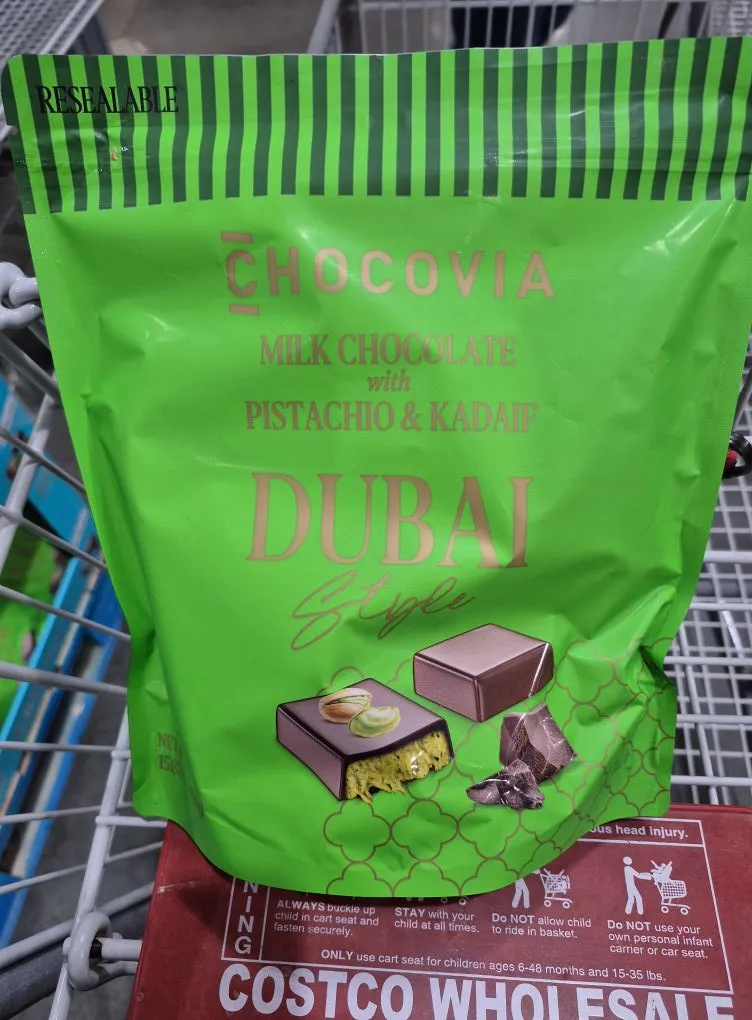 RESEALABLE
CHOCOVIA
MILK CHOCOLATE
with
PISTACHIO & KADAIF
DUBAI
Style
NET
ous head injury.
NING
ALWAYS buckle up
child in cart seat and
fasten securely.
STAY with your
child at all times.
Do NOT allow child
to ride in basket.
Do NOT use your
own personal infant
carrier or car seat.
ONLY use cart seat for children ages 6-48 months and 15-35 lbs.
COSTCO WHOLESALE